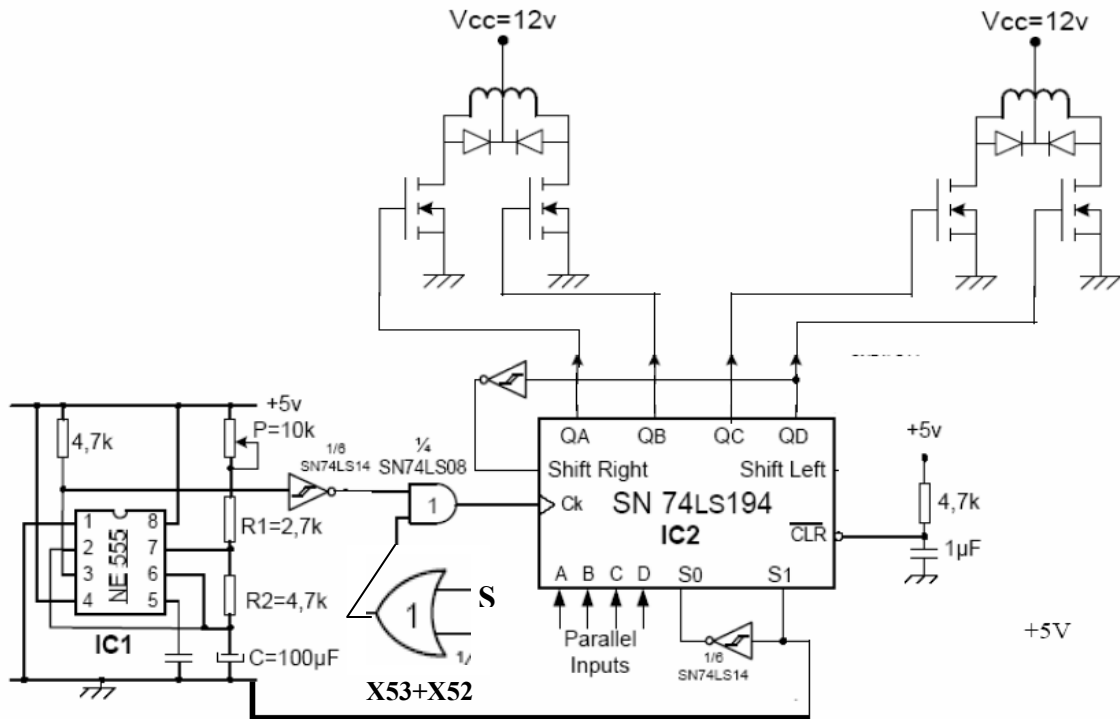 Vcc=12v
Vcc=12v
+5v
4,7k
P=10k
1/6
SN74LS14
¼
SN74LS08
1
QA QB QC QD
Shift Right Shift Left
Ck SN 74LS194
IC2
CLR
+5v
4,7k
1µF
R1=2,7k
1 8
2 7
3 6
4 5
NE 555
IC1
R2=4,7k
C=100µF
A B C D S0 S1
Parallel
Inputs
1/6
SN74LS14
1
S
X53+X52
+5V